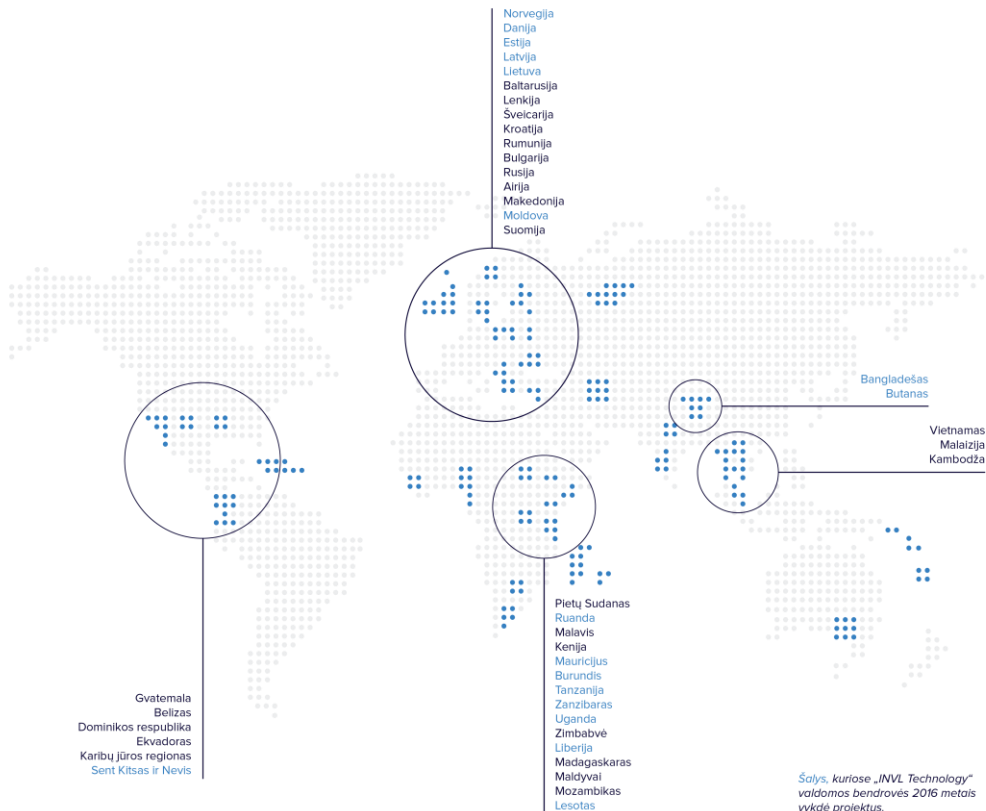 Norvegija
Danija
Estija
Latvija
Lietuva
Baltarusija
Lenkija
Šveicarija
Kroatija
Rumunija
Bulgarija
Rusija
Airija
Makedonija
Moldova
Suomija
Bangladešas
Butanas
Vietnamas
Malaizija
Kambodža
Pietų Sudanas
Ruanda
Malavis
Kenija
Mauricijus
Burundis
Tanzanija
Zanzibaras
Uganda
Zimbabvė
Liberija
Madagaskaras
Maldyvai
Mozambikas
Lesotas
Gvatemala
Belizas
Dominikos respublika
Ekvadoras
Karibų jūros regionas
Sent Kitsas ir Nevis
Šalys, kuriose „INVL Technology“
valdomos bendrovės 2016 metais
vykdė projektus.